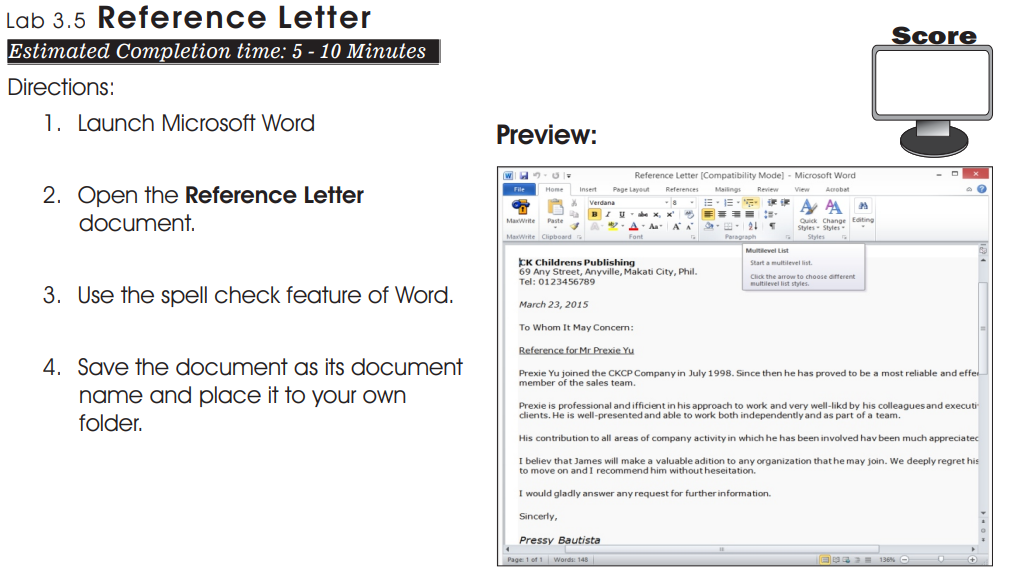 Lab 3.5 Reference Letter
Estimated Completion time: 5 - 10 Minutes
Score
Directions:
1. Launch Microsoft Word
2. Open the Reference Letter
document.
3. Use the spell check feature of Word.
4. Save the document as its document
name and place it to your own
folder.
Preview:
Reference Letter [Compatibility Mode] - Microsoft Word
File Home Insert Page Layout References Mailings Review View Acrobat
Verdana 8
MaxWrite Paste Quick Styles Change Styles Editing
MaxWrite Clipboard Font Paragraph Styles
Multilevel List
Start a multilevel list.
Click the arrow to choose different
multilevel list styles.
CK Childrens Publishing
69 Any Street, Anyville, Makati City, Phil.
Tel: 0123456789
March 23, 2015
To Whom It May Concern:
Reference for Mr Prexie Yu
Prexie Yu joined the CKCP Company in July 1998. Since then he has proved to be a most reliable and effe
member of the sales team.
Prexie is professional and ifficient in his approach to work and very well-likd by his colleagues and executi
clients. He is well-presented and able to work both independently and as part of a team.
His contribution to all areas of company activity in which he has been involved hav been much appreciated
I believ that James will make a valuable adition to any organization that he may join. We deeply regret his
to move on and I recommend him without heseitation.
I would gladly answer any request for further information.
Sincerly,
Pressy Bautista
Page: 1 of 1 Words: 148 136%